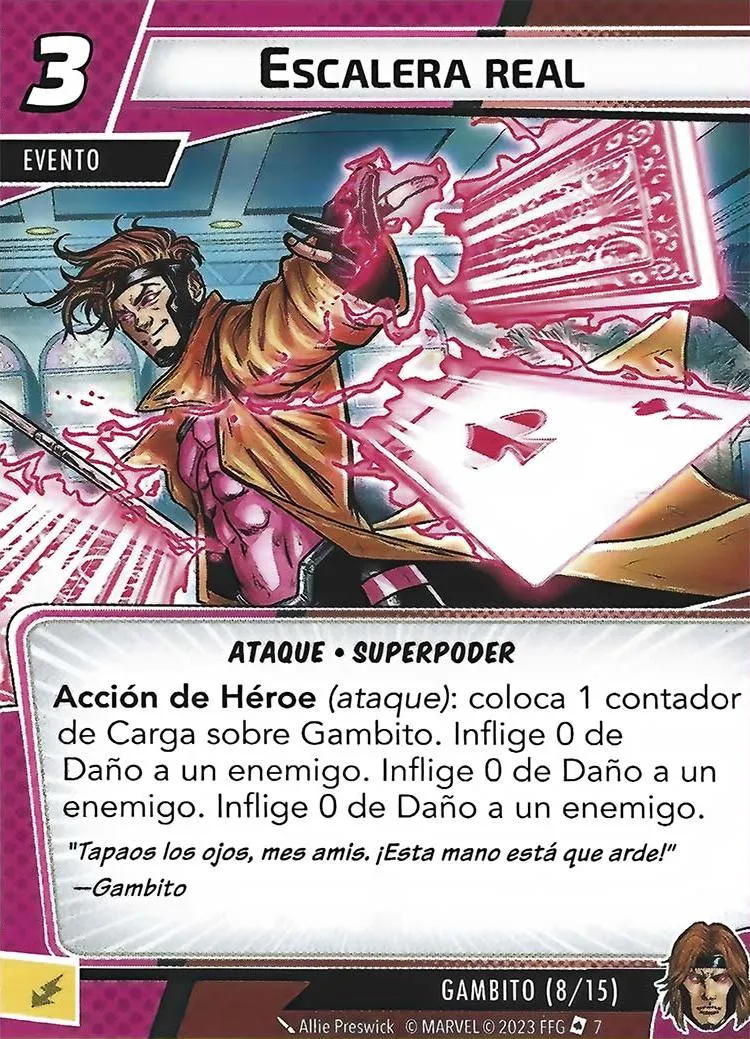 3
ESCALERA REAL
EVENTO
ATAQUE • SUPERPODER
Acción de Héroe (ataque): coloca 1 contador
de Carga sobre Gambito. Inflige 0 de
Daño a un enemigo. Inflige 0 de Daño a un
enemigo. Inflige 0 de Daño a un enemigo.
"Tapaos los ojos, mes amis. ¡Esta mano está que arde!"
—Gambito
GAMBITO (8/15)
Allie Preswick © MARVEL © 2023 FFG 7